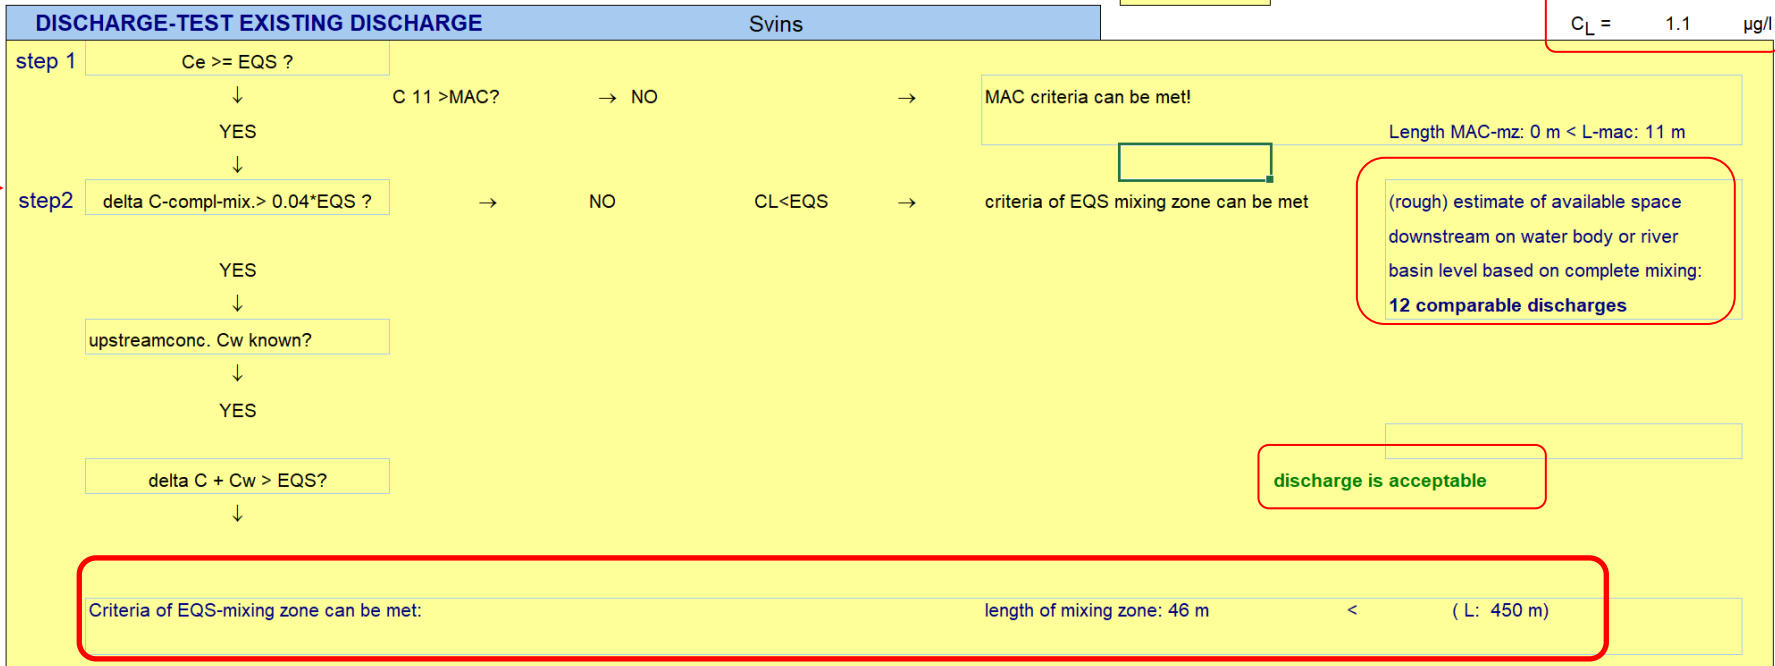 DISCHARGE-TEST EXISTING DISCHARGE Svins CL = 1.1 µg/l
step 1 Ce >= EQS ?
↓ C 11 >MAC? → NO → MAC criteria can be met!
YES Length MAC-mz: 0 m < L-mac: 11 m
↓
step2 delta C-compl-mix.> 0.04*EQS ? → NO CL<EQS → criteria of EQS mixing zone can be met (rough) estimate of available space
downstream on water body or river
YES basin level based on complete mixing:
↓ 12 comparable discharges
upstreamconc. Cw known?
↓
YES
delta C + Cw > EQS? discharge is acceptable
↓
Criteria of EQS-mixing zone can be met: length of mixing zone: 46 m < ( L: 450 m)